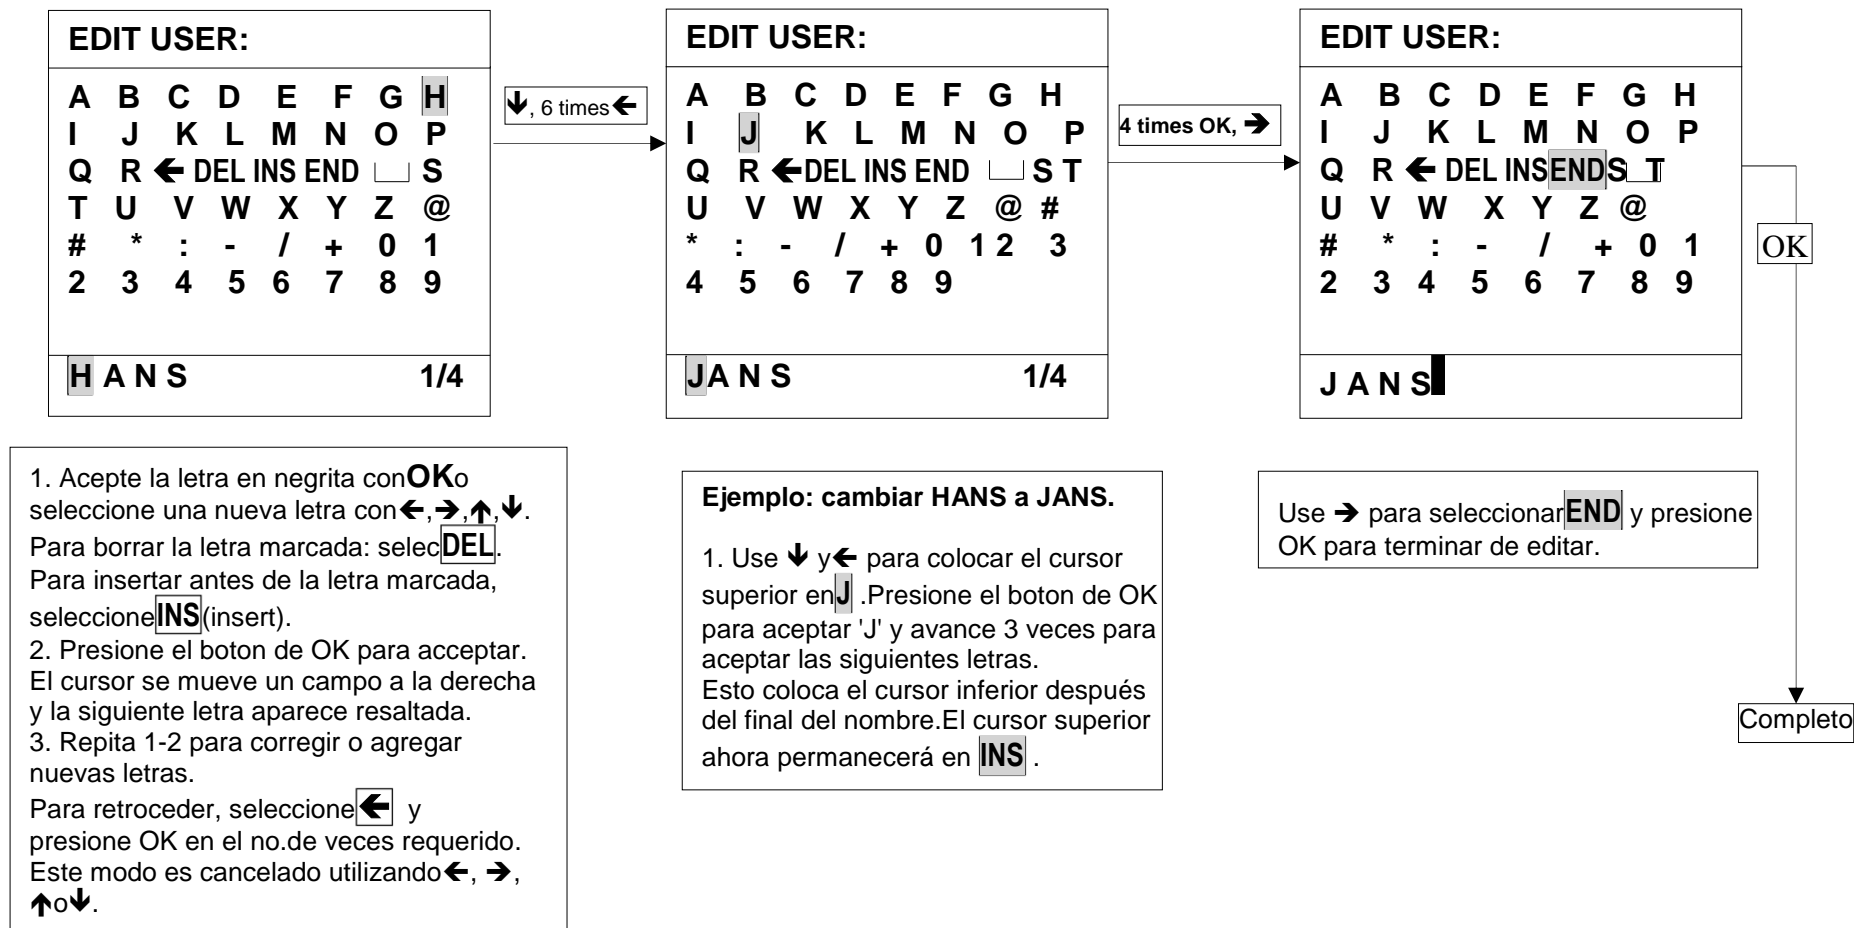 EDIT USER:
A B C D E F G H
I J K L M N O P
Q R ← DEL INS END ⎵ S
T U V W X Y Z @
# * : - / + 0 1
2 3 4 5 6 7 8 9
H A N S 1/4
↓, 6 times ←
EDIT USER:
A B C D E F G H
I J K L M N O P
Q R ← DEL INS END ⎵ S T
U V W X Y Z @ #
* : - / + 0 1 2 3
4 5 6 7 8 9
JA N S 1/4
4 times OK, →
EDIT USER:
A B C D E F G H
I J K L M N O P
Q R ← DEL INS END S ⎵ T
U V W X Y Z @
# * : - / + 0 1
2 3 4 5 6 7 8 9
J A N S
OK
Completo
1. Acepte la letra en negrita con OK o
seleccione una nueva letra con ←, →, ↑, ↓.
Para borrar la letra marcada: selec DEL.
Para insertar antes de la letra marcada,
seleccione INS (insert).
2. Presione el boton de OK para acceptar.
El cursor se mueve un campo a la derecha
y la siguiente letra aparece resaltada.
3. Repita 1-2 para corregir o agregar
nuevas letras.
Para retroceder, seleccione ← y
presione OK en el no.de veces requerido.
Este modo es cancelado utilizando ←, →,
↑ o ↓.
Ejemplo: cambiar HANS a JANS.
1. Use ↓ y ← para colocar el cursor
superior en J .Presione el boton de OK
para aceptar 'J' y avance 3 veces para
aceptar las siguientes letras.
Esto coloca el cursor inferior después
del final del nombre.El cursor superior
ahora permanecerá en INS .
Use → para seleccionar END y presione
OK para terminar de editar.